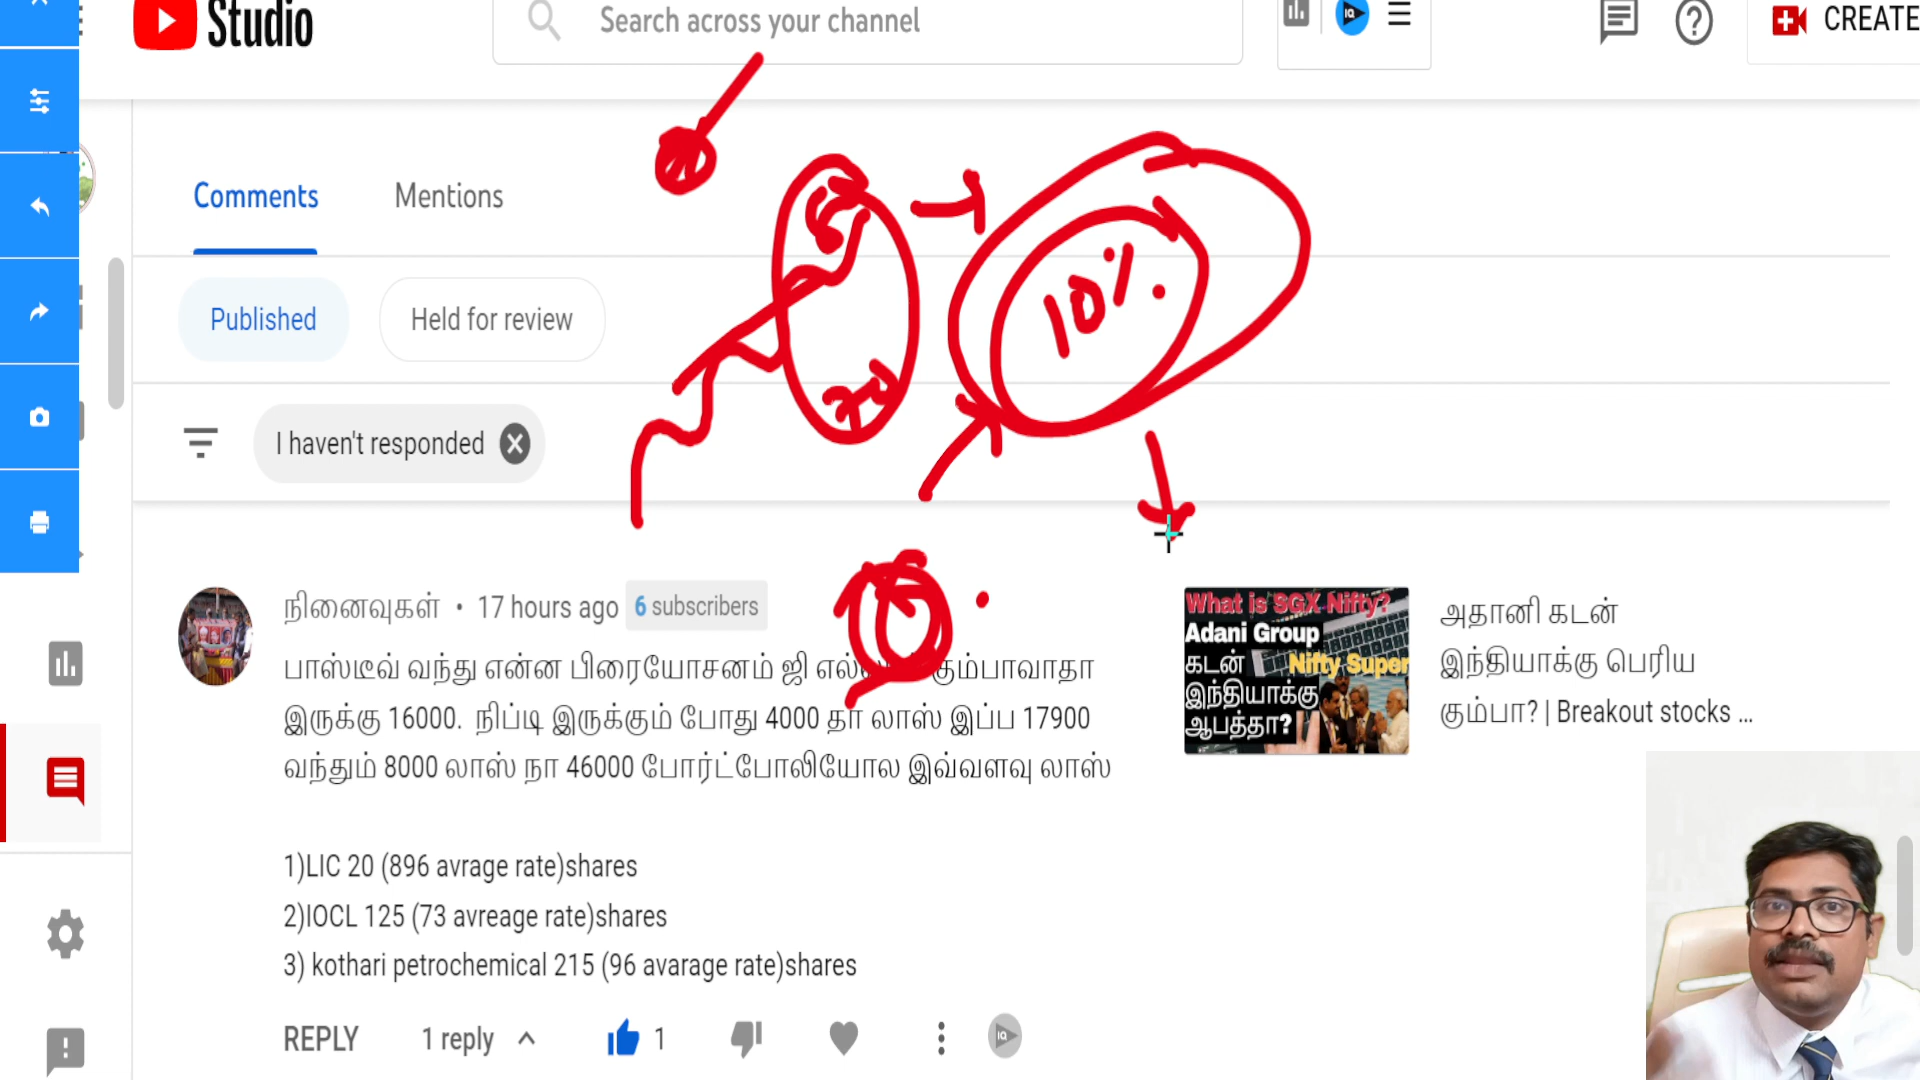 Studio
Search across your channel
CREATE
Comments
Mentions
Published
Held for review
I haven't responded
10%
நினைவுகள் • 17 hours ago 6 subscribers
பாஸ்டீவ் வந்து என்ன பிரையோசனம் ஜி கும்பாவாதா
இருக்கு 16000. நிப்டி இருக்கும் போது 4000 தா லாஸ் இப்ப 17900
வந்தும் 8000 லாஸ் நா 46000 போர்ட்போலியோல இவ்வளவு லாஸ்
1)LIC 20 (896 avrage rate)shares
2)IOCL 125 (73 avreage rate)shares
3) kothari petrochemical 215 (96 avarage rate)shares
REPLY
1 reply
1
What is SGX Nifty?
Adani Group
கடன் Nifty Super
இந்தியாக்கு
ஆபத்தா?
அதானி கடன்
இந்தியாக்கு பெரிய
கும்பா? | Breakout stocks ...